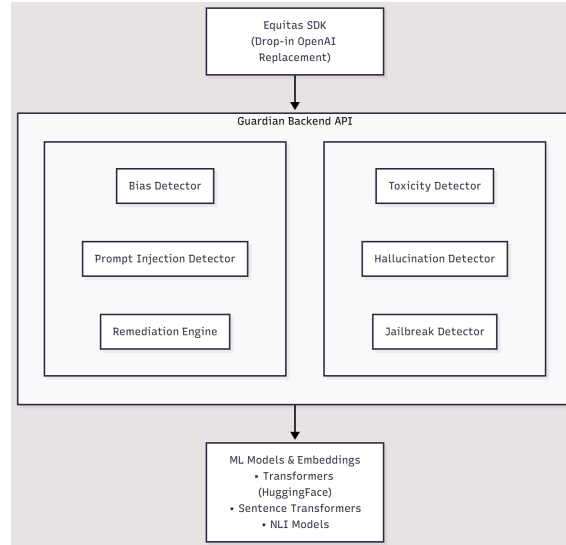 Equitas SDK
(Drop-in OpenAI
Replacement)
Guardian Backend API
Bias Detector
Prompt Injection Detector
Remediation Engine
Toxicity Detector
Hallucination Detector
Jailbreak Detector
ML Models & Embeddings
▪ Transformers
(HuggingFace)
▪ Sentence Transformers
▪ NLI Models